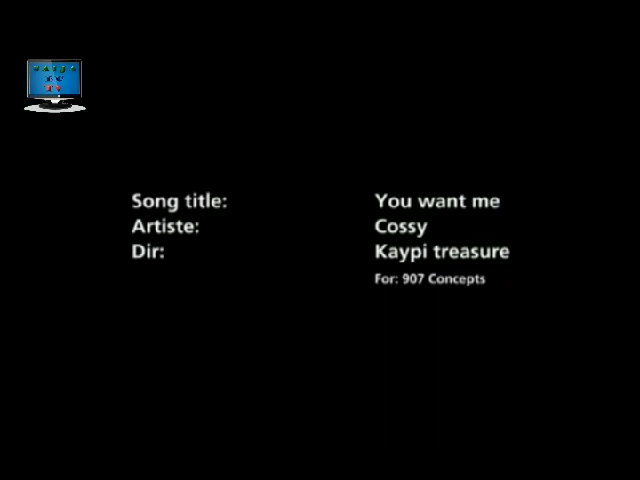 Song title: You want me
Artiste: Cossy
Dir: Kaypi treasure
For: 907 Concepts